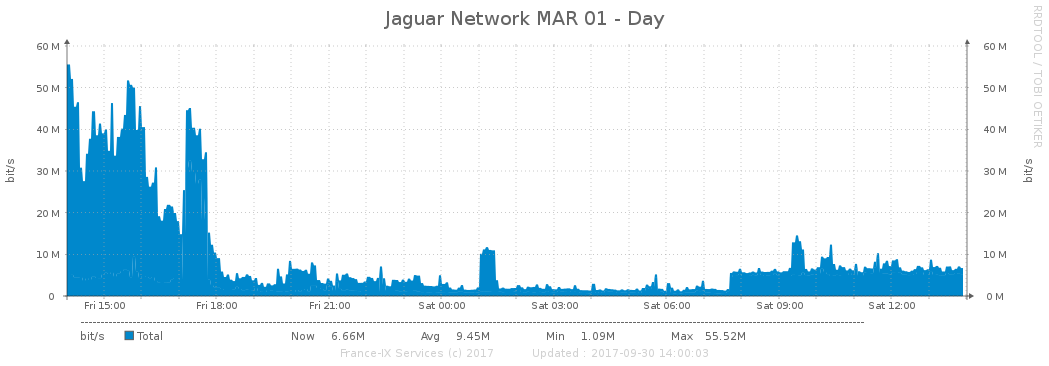 Jaguar Network MAR 01 - Day
RRDTOOL / TOBI OETIKER
60 M 60 M
50 M 50 M
40 M 40 M
30 M 30 M
20 M 20 M
10 M 10 M
0 0 M
bit/s bit/s
Fri 15:00 Fri 18:00 Fri 21:00 Sat 00:00 Sat 03:00 Sat 06:00 Sat 09:00 Sat 12:00
bit/s Total Now 6.66M Avg 9.45M Min 1.09M Max 55.52M
France-IX Services (c) 2017 Updated : 2017-09-30 14:00:03